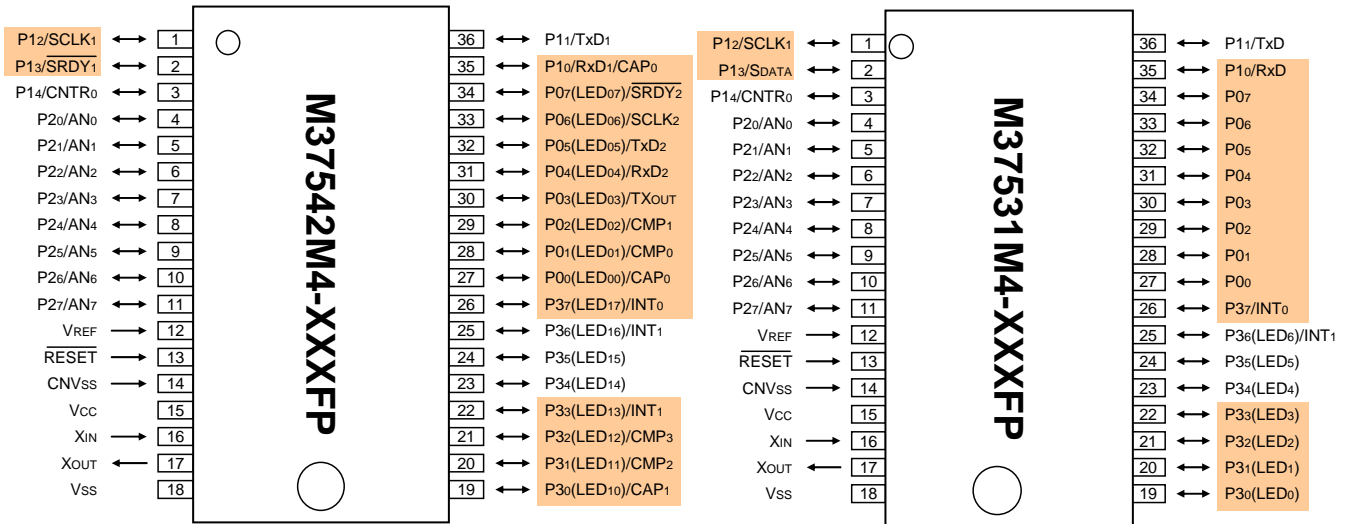 P12/SCLK1 1
P13/SRDY1 2
P14/CNTR0 3
P20/AN0 4
P21/AN1 5
P22/AN2 6
P23/AN3 7
P24/AN4 8
P25/AN5 9
P26/AN6 10
P27/AN7 11
VREF 12
RESET 13
CNVSS 14
VCC 15
XIN 16
XOUT 17
VSS 18
M37542M4-XXXFP
36 P11/TxD1
35 P10/RxD1/CAP0
34 P07(LED07)/SRDY2
33 P06(LED06)/SCLK2
32 P05(LED05)/TxD2
31 P04(LED04)/RxD2
30 P03(LED03)/TXOUT
29 P02(LED02)/CMP1
28 P01(LED01)/CMP0
27 P00(LED00)/CAP0
26 P37(LED17)/INT0
25 P36(LED16)/INT1
24 P35(LED15)
23 P34(LED14)
22 P33(LED13)/INT1
21 P32(LED12)/CMP3
20 P31(LED11)/CMP2
19 P30(LED10)/CAP1
P12/SCLK1 1
P13/SDATA 2
P14/CNTR0 3
P20/AN0 4
P21/AN1 5
P22/AN2 6
P23/AN3 7
P24/AN4 8
P25/AN5 9
P26/AN6 10
P27/AN7 11
VREF 12
RESET 13
CNVSS 14
VCC 15
XIN 16
XOUT 17
VSS 18
M37531M4-XXXFP
36 P11/TxD
35 P10/RxD
34 P07
33 P06
32 P05
31 P04
30 P03
29 P02
28 P01
27 P00
26 P37/INT0
25 P36(LED6)/INT1
24 P35(LED5)
23 P34(LED4)
22 P33(LED3)
21 P32(LED2)
20 P31(LED1)
19 P30(LED0)